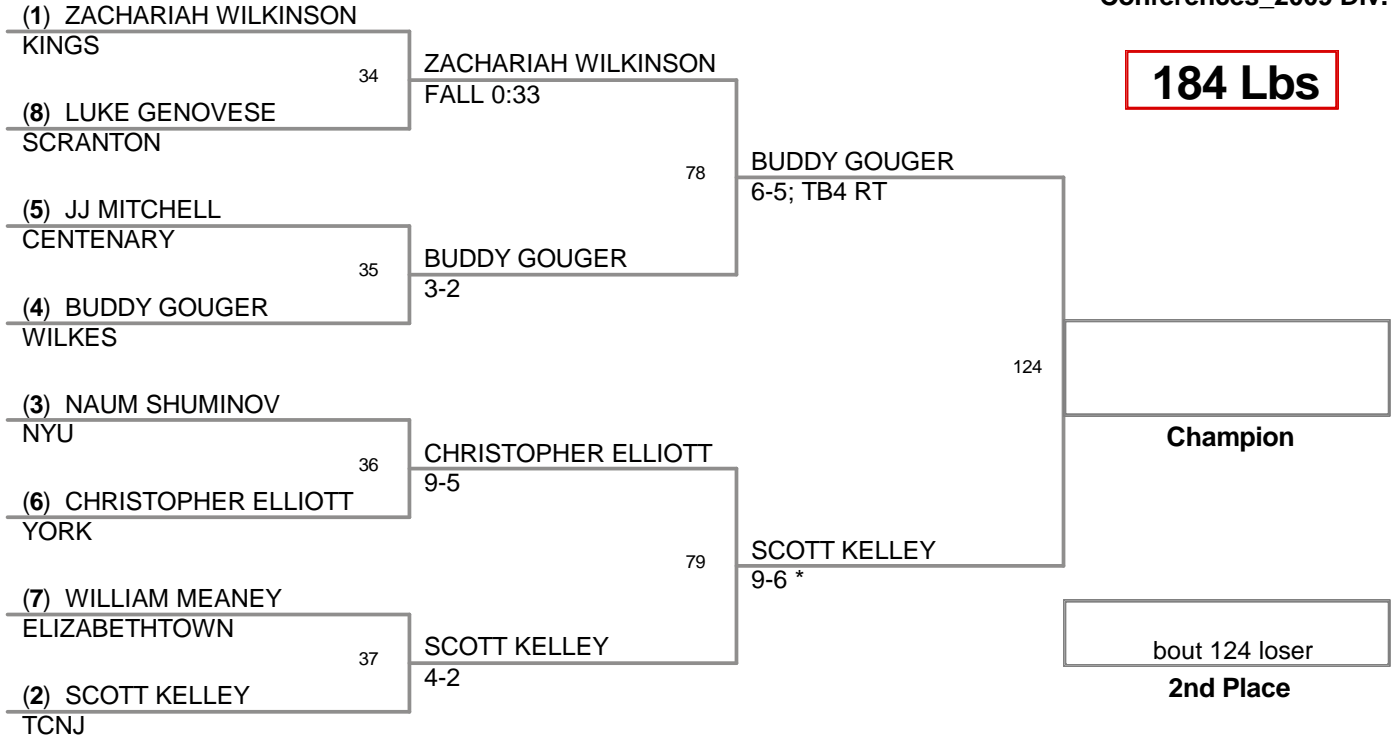 Conferences_2009 Div.
184 Lbs
(1) ZACHARIAH WILKINSON
KINGS
34
(8) LUKE GENOVESE
SCRANTON
(5) JJ MITCHELL
CENTENARY
35
(4) BUDDY GOUGER
WILKES
(3) NAUM SHUMINOV
NYU
36
(6) CHRISTOPHER ELLIOTT
YORK
(7) WILLIAM MEANEY
ELIZABETHTOWN
37
(2) SCOTT KELLEY
TCNJ
ZACHARIAH WILKINSON
FALL 0:33
78
BUDDY GOUGER
3-2
CHRISTOPHER ELLIOTT
9-5
79
SCOTT KELLEY
4-2
BUDDY GOUGER
6-5; TB4 RT
124
SCOTT KELLEY
9-6 *
Champion
bout 124 loser
2nd Place